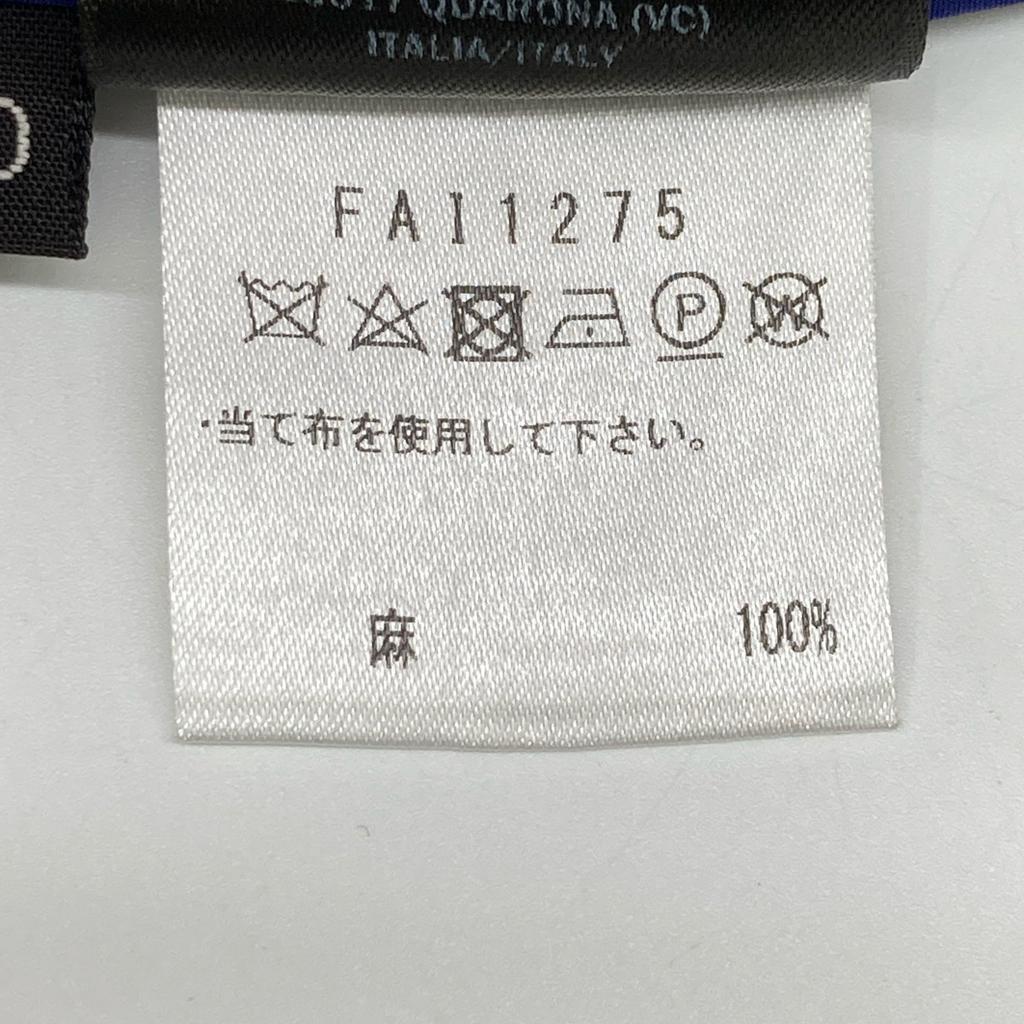 QUARONA (VC)
ITALIA/ITALY
FAI1275
P
W
・当て布を使用して下さい。
麻 100%